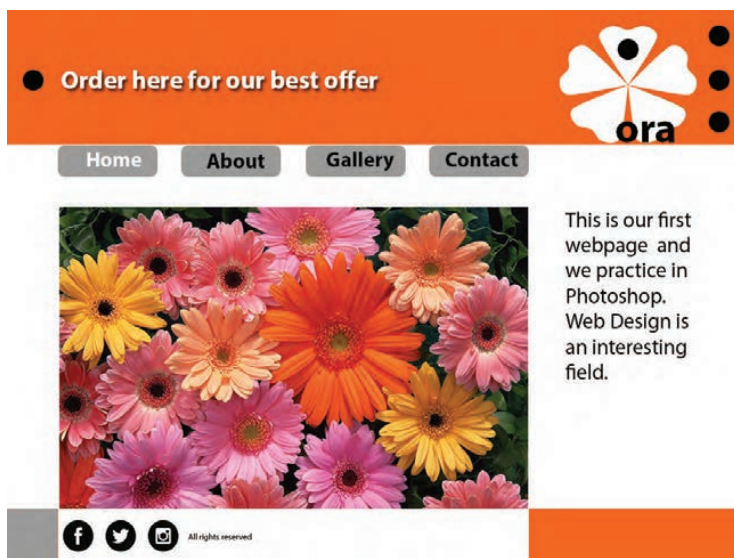 Order here for our best offer
ora
Home About Gallery Contact
This is our first
webpage and
we practice in
Photoshop.
Web Design is
an interesting
field.
All rights reserved